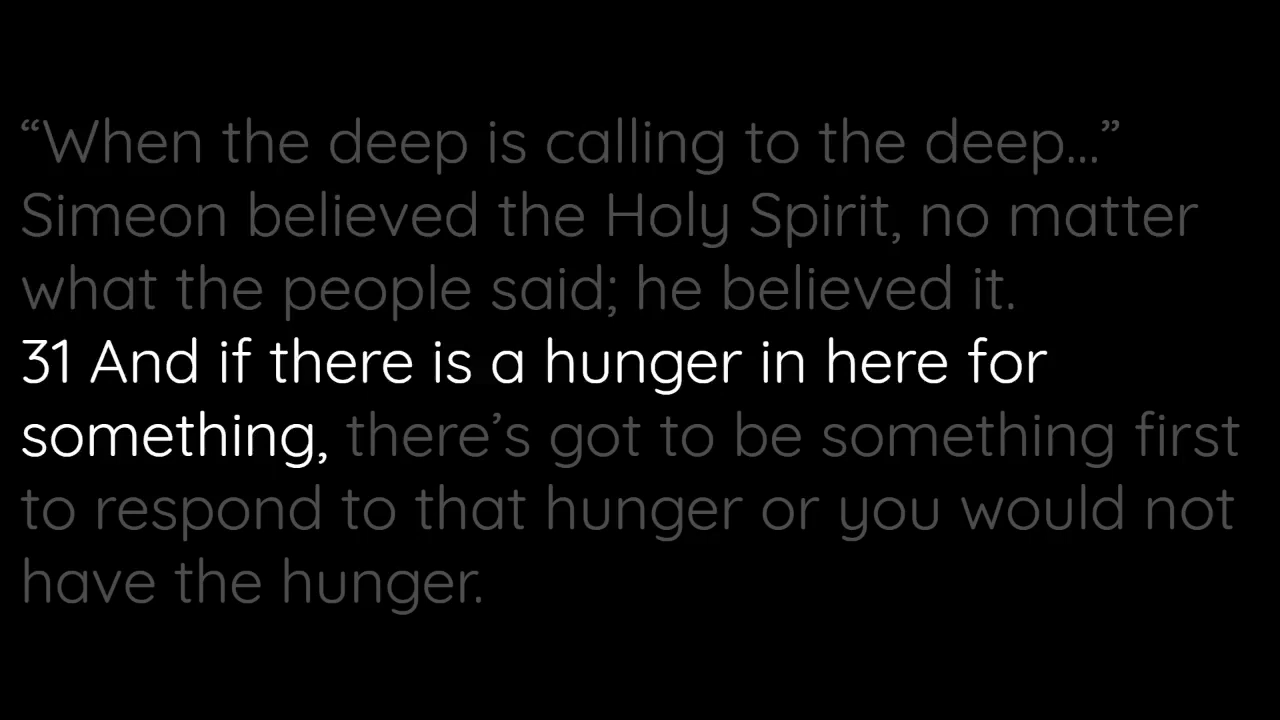 “When the deep is calling to the deep...”
Simeon believed the Holy Spirit, no matter
what the people said; he believed it.
31 And if there is a hunger in here for
something, there’s got to be something first
to respond to that hunger or you would not
have the hunger.